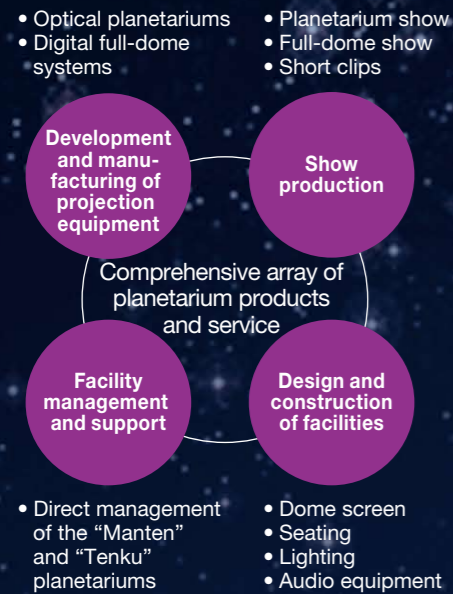 • Optical planetariums
• Digital full-dome
systems
• Planetarium show
• Full-dome show
• Short clips
Development
and manu-
facturing of
projection
equipment
Show
production
Comprehensive array of
planetarium products
and service
Facility
management
and support
Design and
construction
of facilities
• Direct management
of the “Manten”
and “Tenku”
planetariums
• Dome screen
• Seating
• Lighting
• Audio equipment